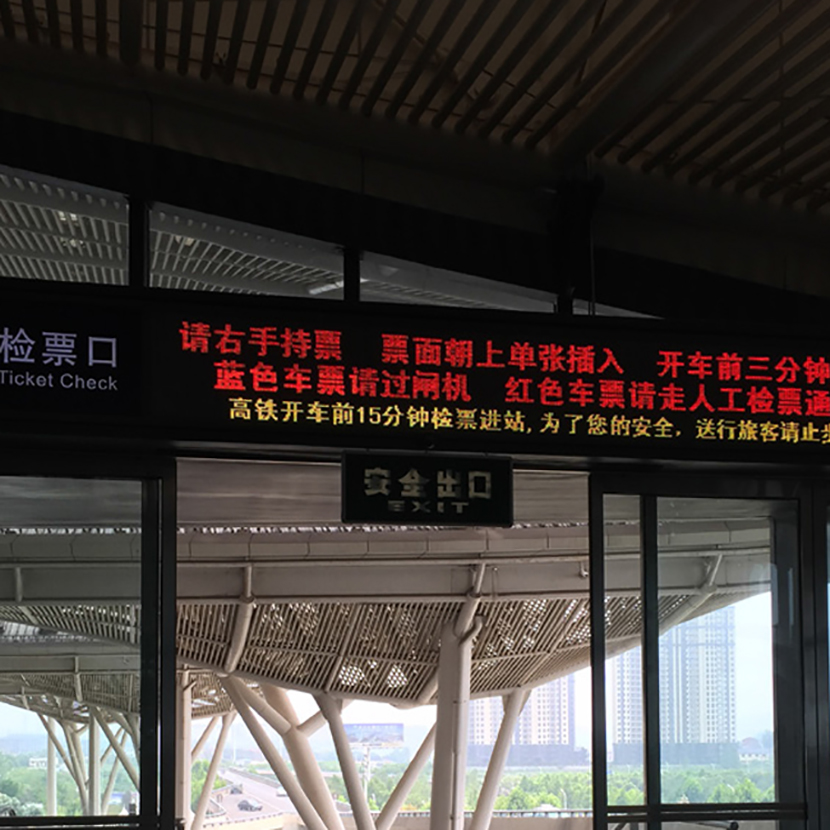 检票口
Ticket Check
请右手持票 票面朝上单张插入 开车前三分钟
蓝色车票请过闸机 红色车票请走人工检票通
高铁开车前15分钟检票进站,为了您的安全，送行旅客请止步
安全出口
EXIT